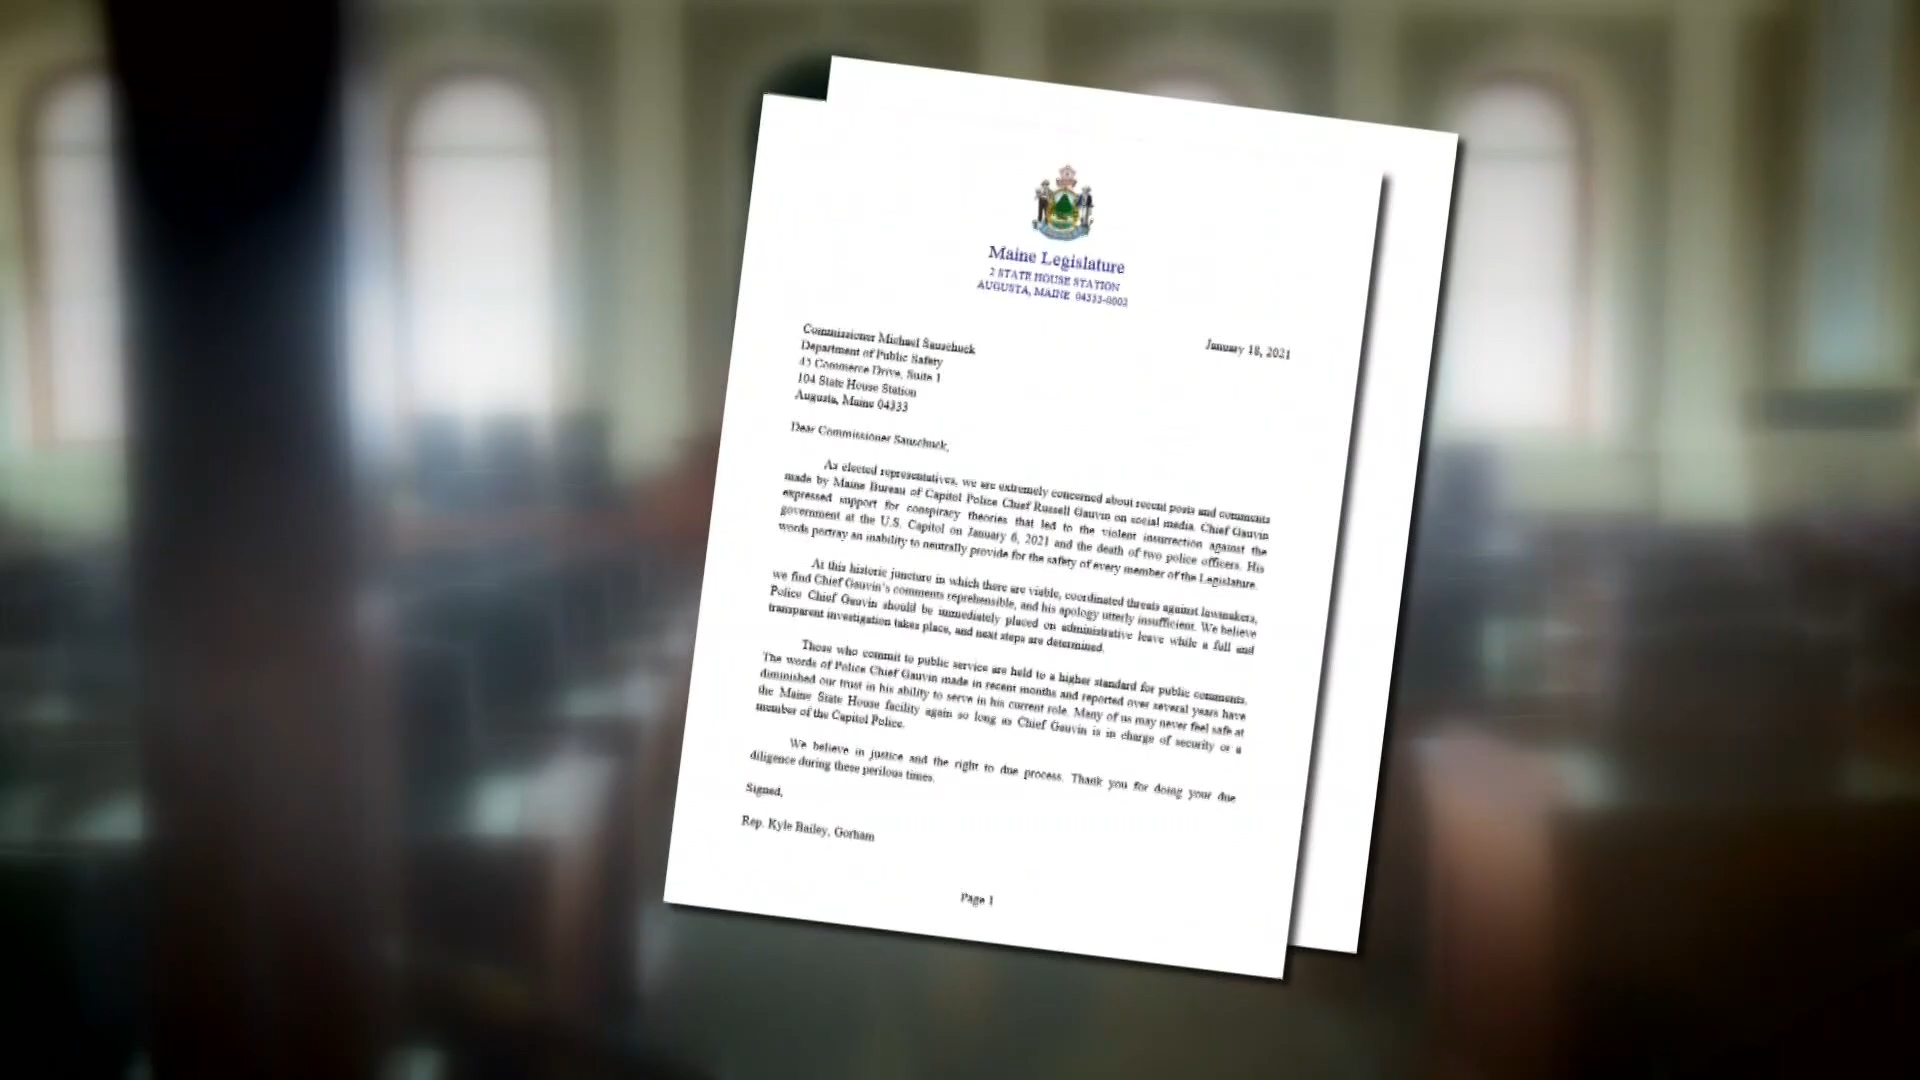 Maine Legislature
2 STATE HOUSE STATION
AUGUSTA, MAINE 04333-0002
January 18, 2021
Commissioner Michael Sauschuck
Department of Public Safety
45 Commerce Drive, Suite 1
104 State House Station
Augusta, Maine 04333
Dear Commissioner Sauschuck,
As elected representatives, we are extremely concerned about recent posts and comments
made by Maine Bureau of Capitol Police Chief Russell Gauvin on social media. Chief Gauvin
expressed support for conspiracy theories that led to the violent insurrection against the
government at the U.S. Capitol on January 6, 2021 and the death of two police officers. His
words portray an inability to neutrally provide for the safety of every member of the Legislature.
At this historic juncture in which there are viable, coordinated threats against lawmakers,
we find Chief Gauvin's comments reprehensible, and his apology utterly insufficient. We believe
Police Chief Gauvin should be immediately placed on administrative leave while a full and
transparent investigation takes place, and next steps are determined.
Those who commit to public service are held to a higher standard for public comments.
The words of Police Chief Gauvin made in recent months and reported over several years have
diminished our trust in his ability to serve in his current role. Many of us may never feel safe at
the Maine State House facility again so long as Chief Gauvin is in charge of security or a
member of the Capitol Police.
We believe in justice and the right to due process. Thank you for doing your due
diligence during these perilous times.
Signed,
Rep. Kyle Bailey, Gorham
Page 1